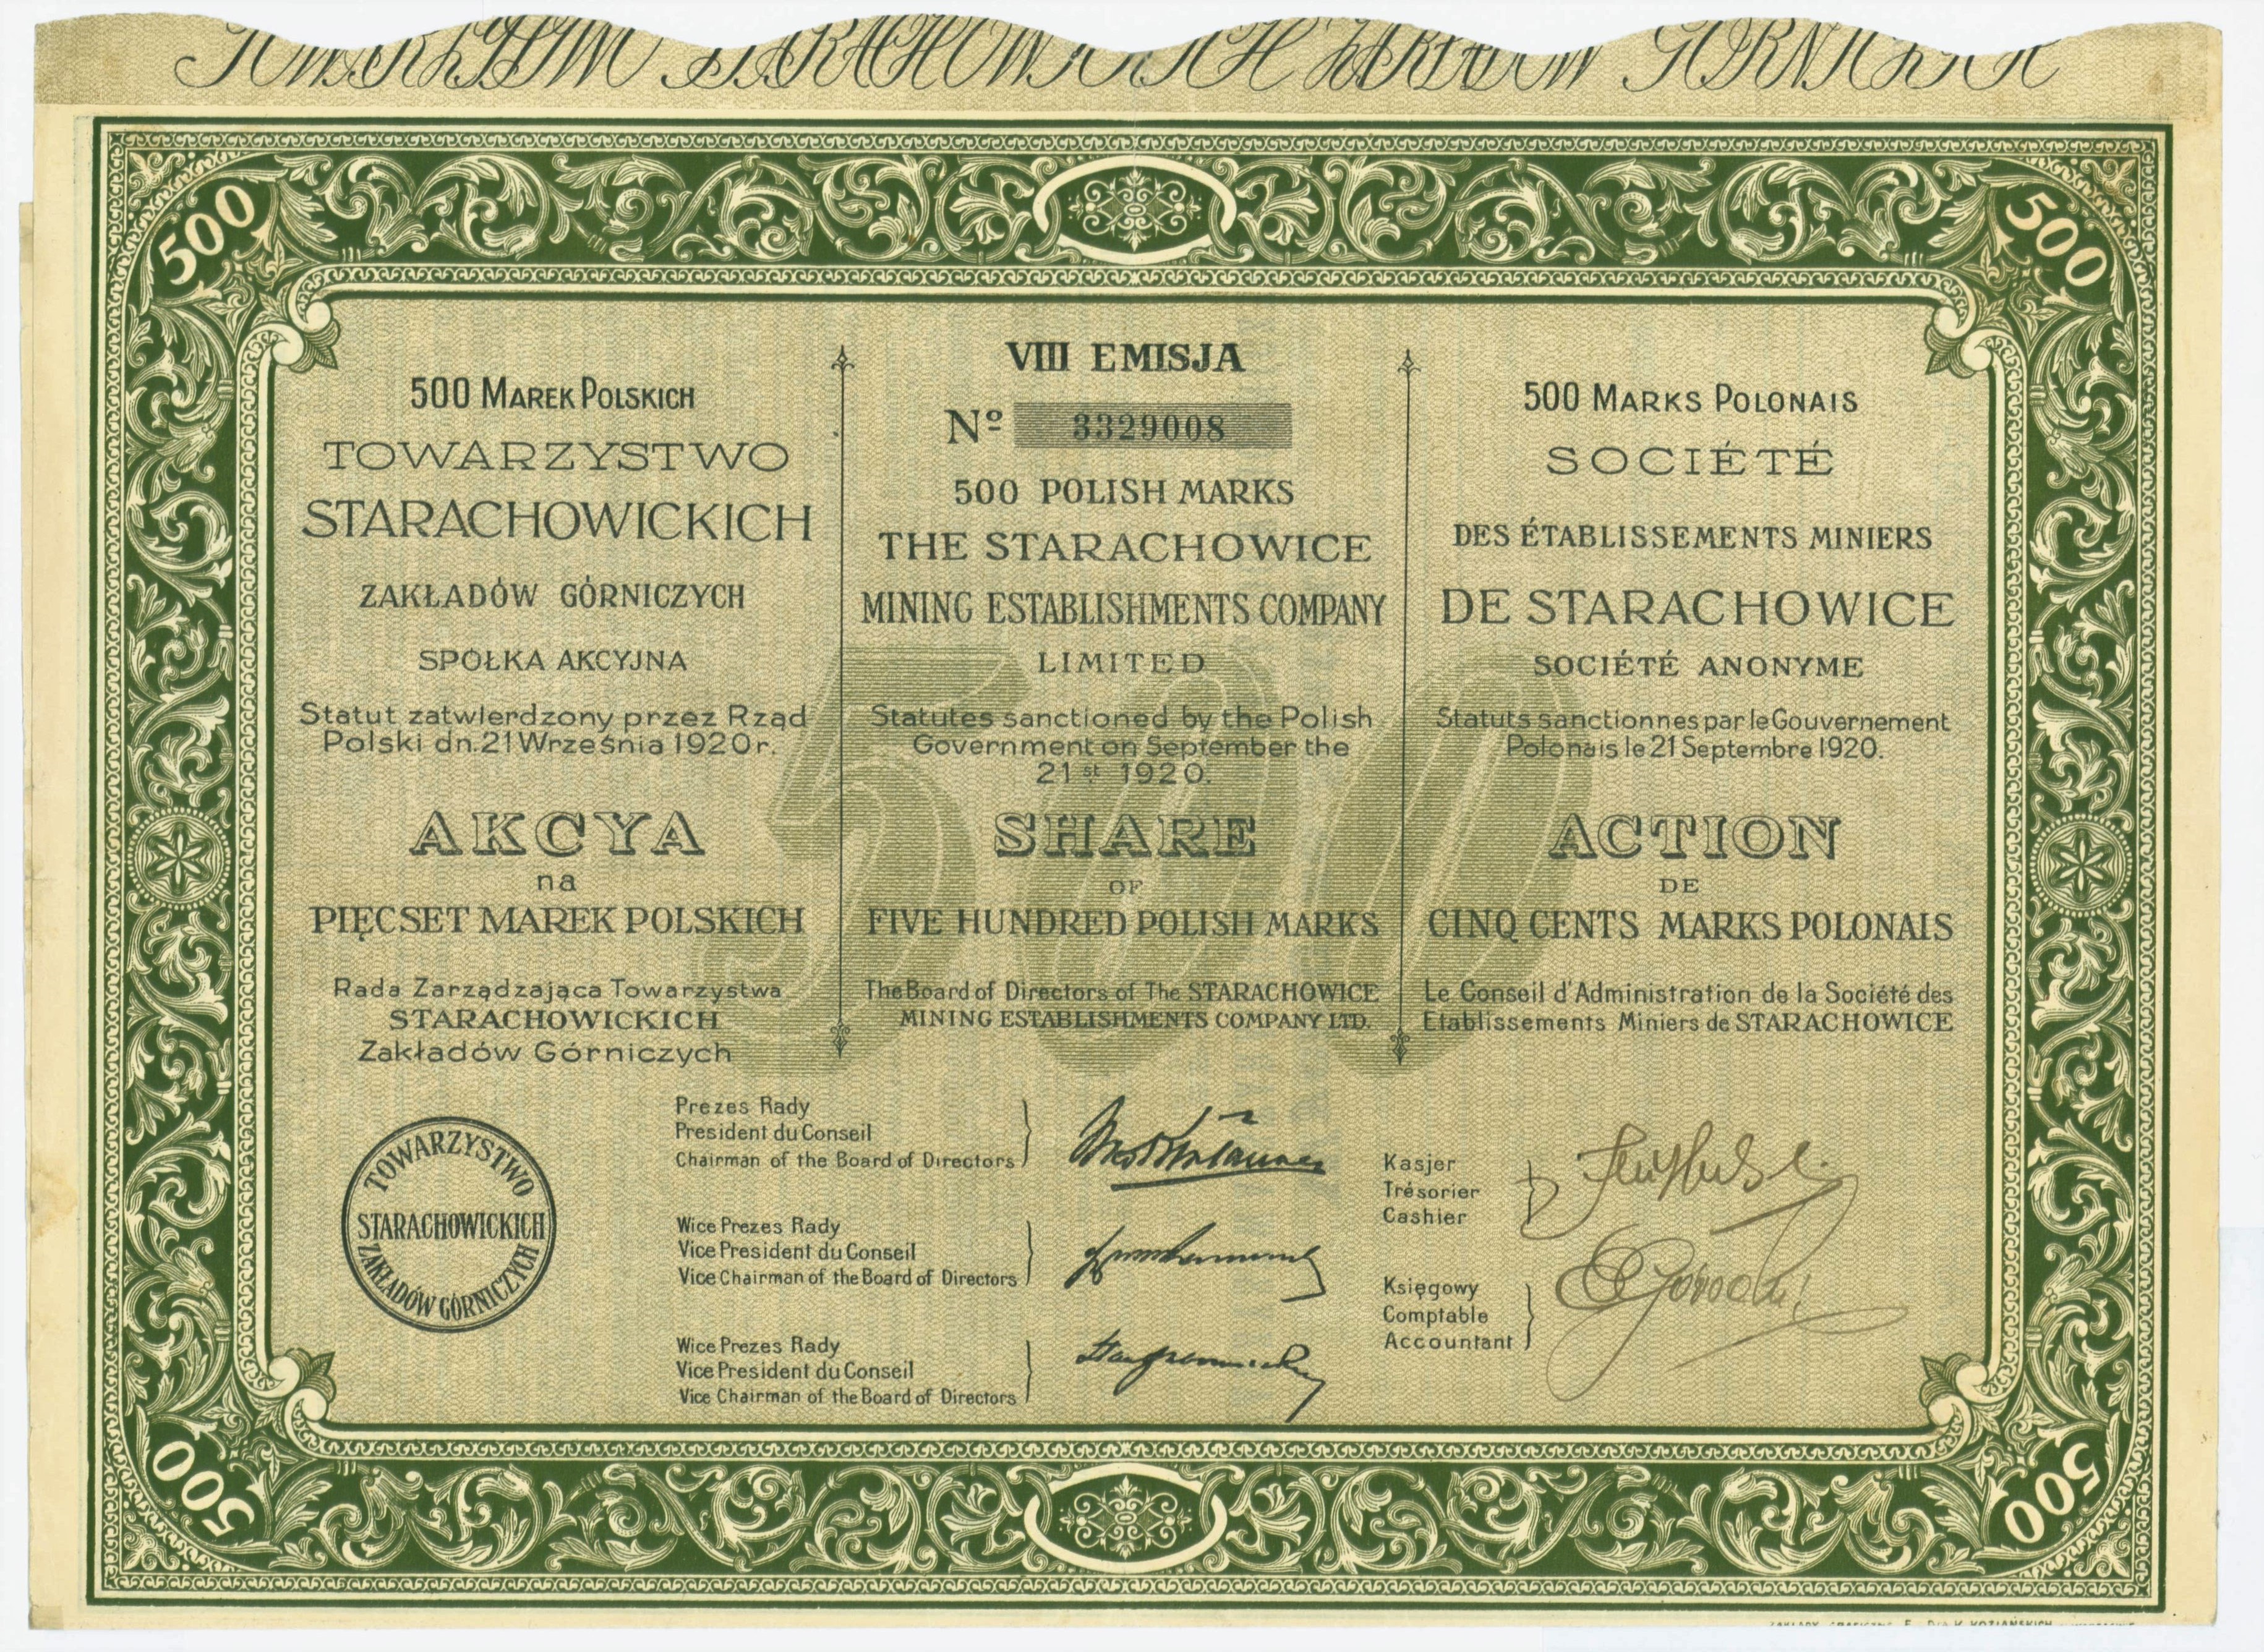 TOWARZYSTWO STARACHOWICKICH ZAKŁADÓW GÓRNICZYCH
500
500
500 MAREK POLSKICH
TOWARZYSTWO
STARACHOWICKICH
ZAKŁADÓW GÓRNICZYCH
SPÓŁKA AKCYJNA
Statut zatwierdzony przez Rząd
Polski dn. 21 Września 1920 r.
AKCYA
na
PIĘĆSET MAREK POLSKICH
Rada Zarządzająca Towarzystwa
STARACHOWICKICH
Zakładów Górniczych
VIII EMISJA
Nº 3329008
500 POLISH MARKS
THE STARACHOWICE
MINING ESTABLISHMENTS COMPANY
LIMITED
Statutes sanctioned by the Polish
Government on September the
21st 1920.
SHARE
OF
FIVE HUNDRED POLISH MARKS
The Board of Directors of The STARACHOWICE
MINING ESTABLISHMENTS COMPANY LTD.
500 MARKS POLONAIS
SOCIÉTÉ
DES ÉTABLISSEMENTS MINIERS
DE STARACHOWICE
SOCIÉTÉ ANONYME
Statuts sanctionnes par le Gouvernement
Polonais le 21 Septembre 1920.
ACTION
DE
CINQ CENTS MARKS POLONAIS
Le Conseil d'Administration de la Société des
Etablissements Miniers de STARACHOWICE
500
TOWARZYSTWO
STARACHOWICKICH
ZAKŁADÓW GÓRNICZYCH
Prezes Rady
President du Conseil
Chairman of the Board of Directors
Wice Prezes Rady
Vice President du Conseil
Vice Chairman of the Board of Directors
Wice Prezes Rady
Vice President du Conseil
Vice Chairman of the Board of Directors
Kasjer
Trésorier
Cashier
Księgowy
Comptable
Accountant
500
500